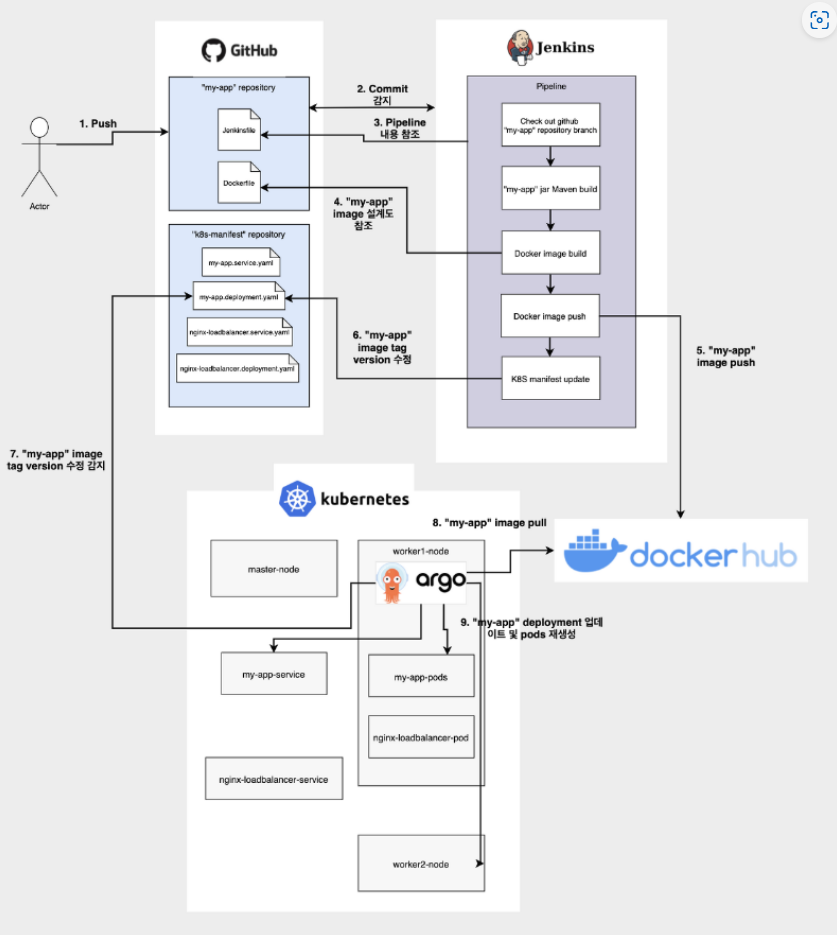 GitHub
Jenkins
"my-app" repository
Pipeline
1. Push
Jenkinsfile
2. Commit
감지
3. Pipeline
내용 참조
Check out github
"my-app" repository branch
Dockerfile
Actor
4. "my-app"
image 설계도
참조
"my-app" jar Maven build
"k8s-manifest" repository
my-app.service.yaml
my-app.deployment.yaml
nginx-loadbalancer.service.yaml
nginx-loadbalancer.deployment.yaml
Docker image build
Docker image push
6. "my-app"
image tag
version 수정
5. "my-app"
image push
K8S manifest update
7. "my-app" image
tag version 수정 감지
kubernetes
8. "my-app" image pull
master-node
worker1-node
argo
dockerhub
9. "my-app" deployment 업데
이트 및 pods 재생성
my-app-service
my-app-pods
nginx-loadbalancer-pod
nginx-loadbalancer-service
worker2-node